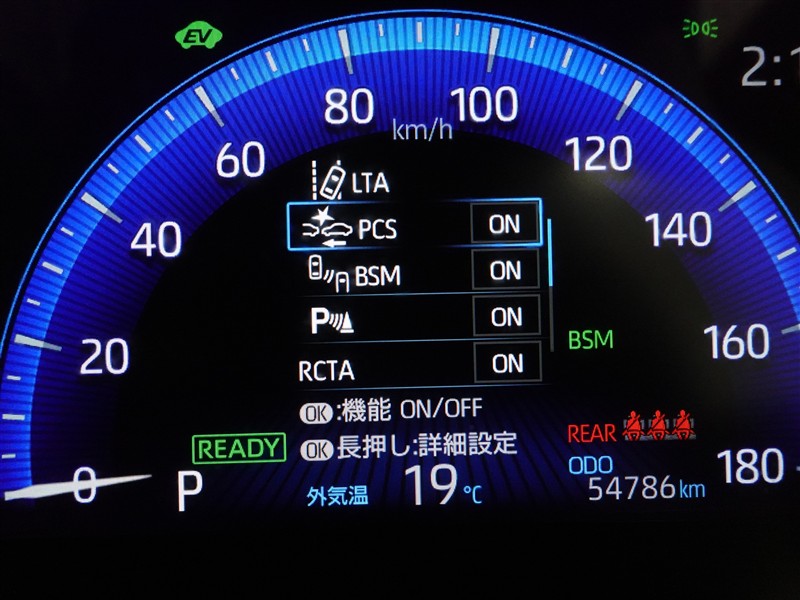 EV
2:1
80
100
km/h
60
120
LTA
40
PCS ON
140
BSM ON
P ON
20
BSM
160
RCTA ON
OK:機能 ON/OFF
REAR
READY
OK長押し:詳細設定
0
P
外気温 19℃
ODO
54786km
180